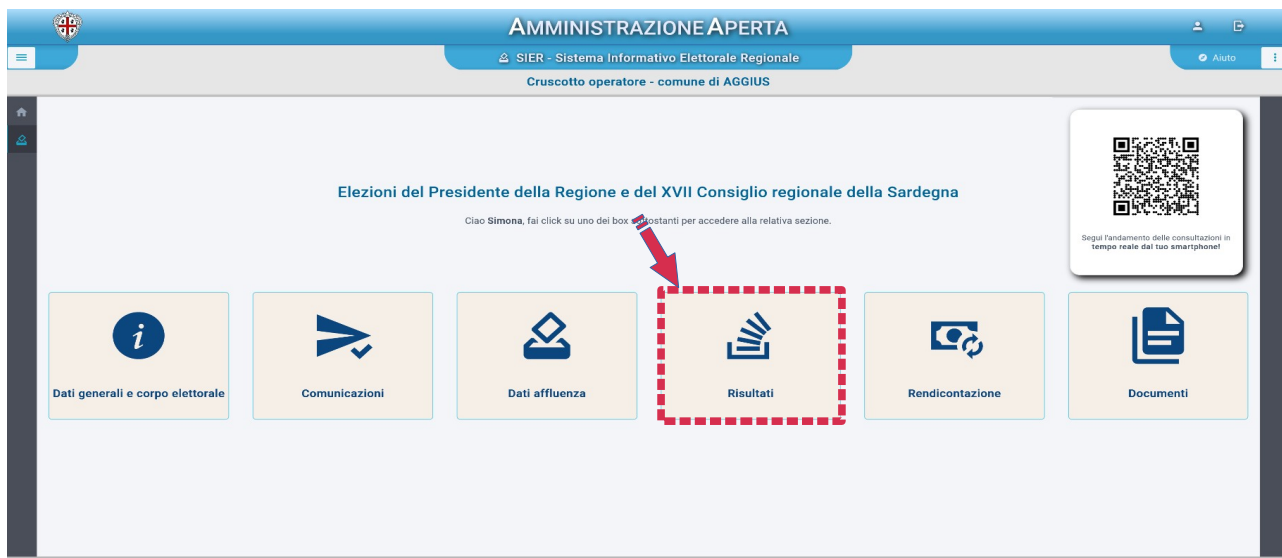 AMMINISTRAZIONE APERTA
SIER - Sistema Informativo Elettorale Regionale
Aiuto
Cruscotto operatore - comune di AGGIUS
Elezioni del Presidente della Regione e del XVII Consiglio regionale della Sardegna
Ciao Simona, fai click su uno dei box sottostanti per accedere alla relativa sezione.
Segui l'andamento delle consultazioni in
tempo reale dal tuo smartphone!
Dati generali e corpo elettorale
Comunicazioni
Dati affluenza
Risultati
Rendicontazione
Documenti